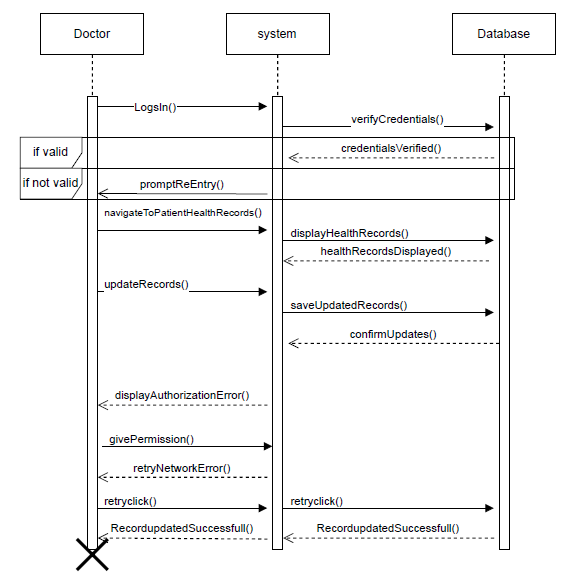 Doctor
system
Database
LogsIn()
verifyCredentials()
if valid
credentialsVerified()
if not valid
promptReEntry()
navigateToPatientHealthRecords()
displayHealthRecords()
healthRecordsDisplayed()
updateRecords()
saveUpdatedRecords()
confirmUpdates()
displayAuthorizationError()
givePermission()
retryNetworkError()
retryclick()
retryclick()
RecordupdatedSuccessfull()
RecordupdatedSuccessfull()